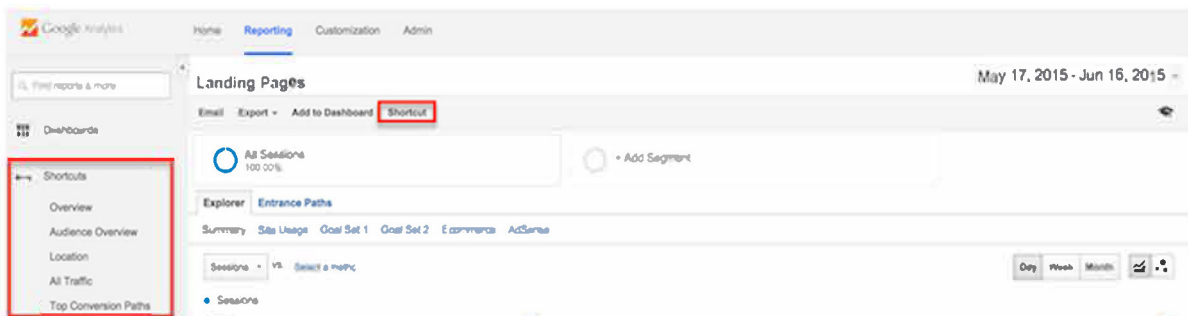 Google Analytics
Home Reporting Customization Admin
Find reports & more
Landing Pages
May 17, 2015 - Jun 16, 2015
Email Export Add to Dashboard Shortcut
Dashboards
All Sessions
100.00%
+ Add Segment
Shortcuts
Overview
Audience Overview
Location
All Traffic
Top Conversion Paths
Explorer Entrance Paths
Summary Site Usage Goal Set 1 Goal Set 2 Ecommerce AdSense
Sessions VS. Select a metric
Day Week Month
Sessions